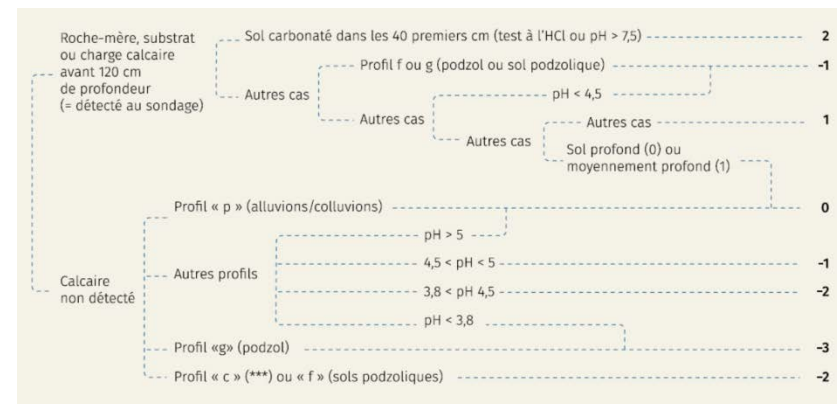 Roche-mère, substrat
ou charge calcaire
avant 120 cm
de profondeur
(= détecté au sondage)
Sol carbonaté dans les 40 premiers cm (test à l'HCl ou pH > 7,5)
2
Profil f ou g (podzol ou sol podzolique)
-1
Autres cas
pH < 4,5
Autres cas
Autres cas
1
Autres cas
Sol profond (0) ou
moyennement profond (1)
Profil « p » (alluvions/colluvions)
0
pH > 5
Calcaire
non détecté
Autres profils
4,5 < pH < 5
-1
3,8 < pH 4,5
-2
pH < 3,8
Profil «g» (podzol)
-3
Profil « c » (***) ou « f » (sols podzoliques)
-2